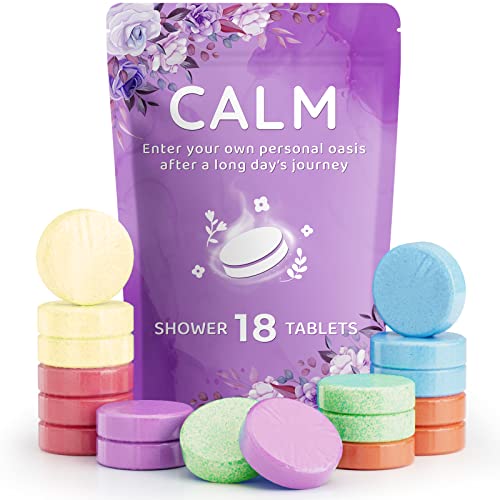 CALM
Enter your own personal oasis
after a long day's journey
SHOWER 18 TABLETS